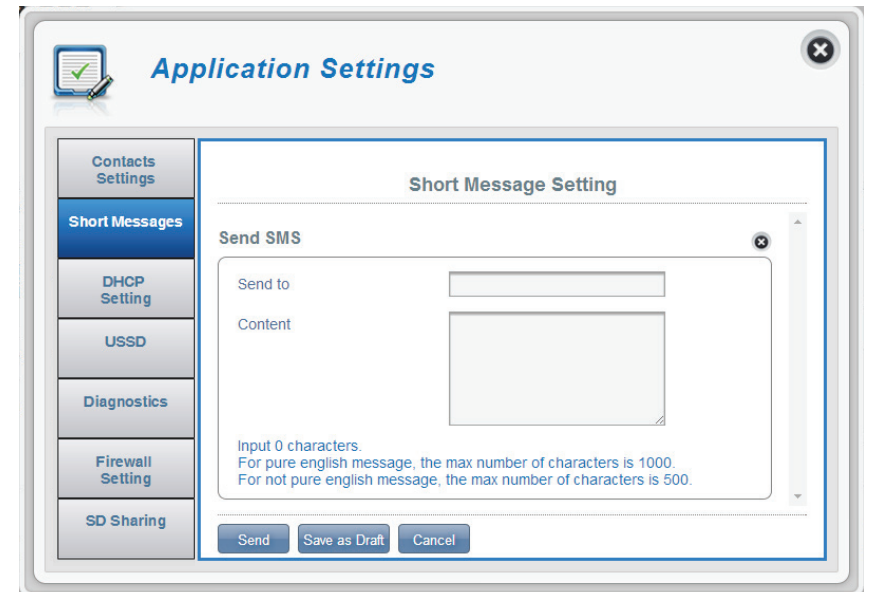 Application Settings
Contacts
Settings
Short Messages
DHCP
Setting
USSD
Diagnostics
Firewall
Setting
SD Sharing
Short Message Setting
Send SMS
Send to
Content
Input 0 characters.
For pure english message, the max number of characters is 1000.
For not pure english message, the max number of characters is 500.
Send
Save as Draft
Cancel